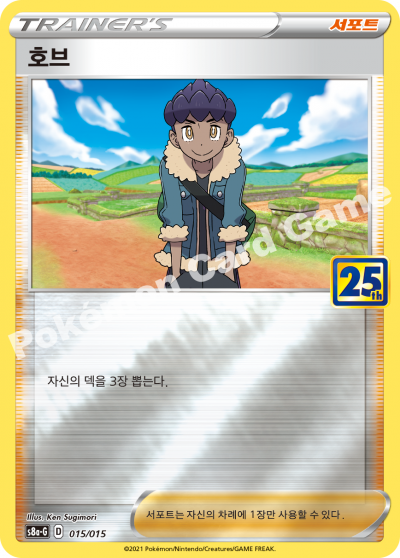 TRAINER'S
서포트
호브
25th
Pokémon Card Game
자신의 덱을 3장 뽑는다.
Illus. Ken Sugimori
s8a-G D 015/015
서포트는 자신의 차례에 1장만 사용할 수 있다.
©2021 Pokémon/Nintendo/Creatures/GAME FREAK.